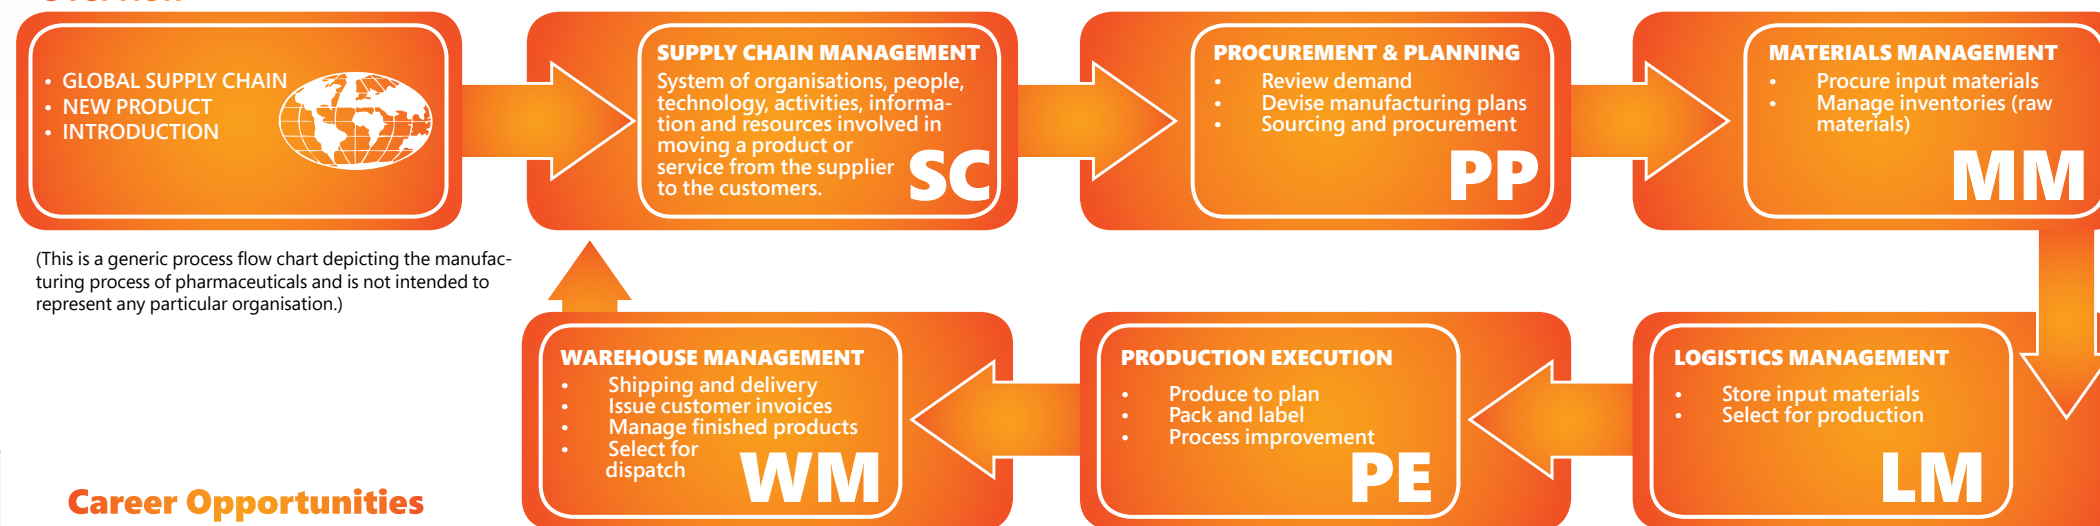 • GLOBAL SUPPLY CHAIN
• NEW PRODUCT
• INTRODUCTION
SUPPLY CHAIN MANAGEMENT
System of organisations, people,
technology, activities, informa-
tion and resources involved in
moving a product or
service from the supplier
to the customers.
SC
PROCUREMENT & PLANNING
• Review demand
• Devise manufacturing plans
• Sourcing and procurement
PP
MATERIALS MANAGEMENT
• Procure input materials
• Manage inventories (raw
materials)
MM
(This is a generic process flow chart depicting the manufac-
turing process of pharmaceuticals and is not intended to
represent any particular organisation.)
WAREHOUSE MANAGEMENT
• Shipping and delivery
• Issue customer invoices
• Manage finished products
• Select for
dispatch
WM
PRODUCTION EXECUTION
• Produce to plan
• Pack and label
• Process improvement
PE
LOGISTICS MANAGEMENT
• Store input materials
• Select for production
LM
Career Opportunities